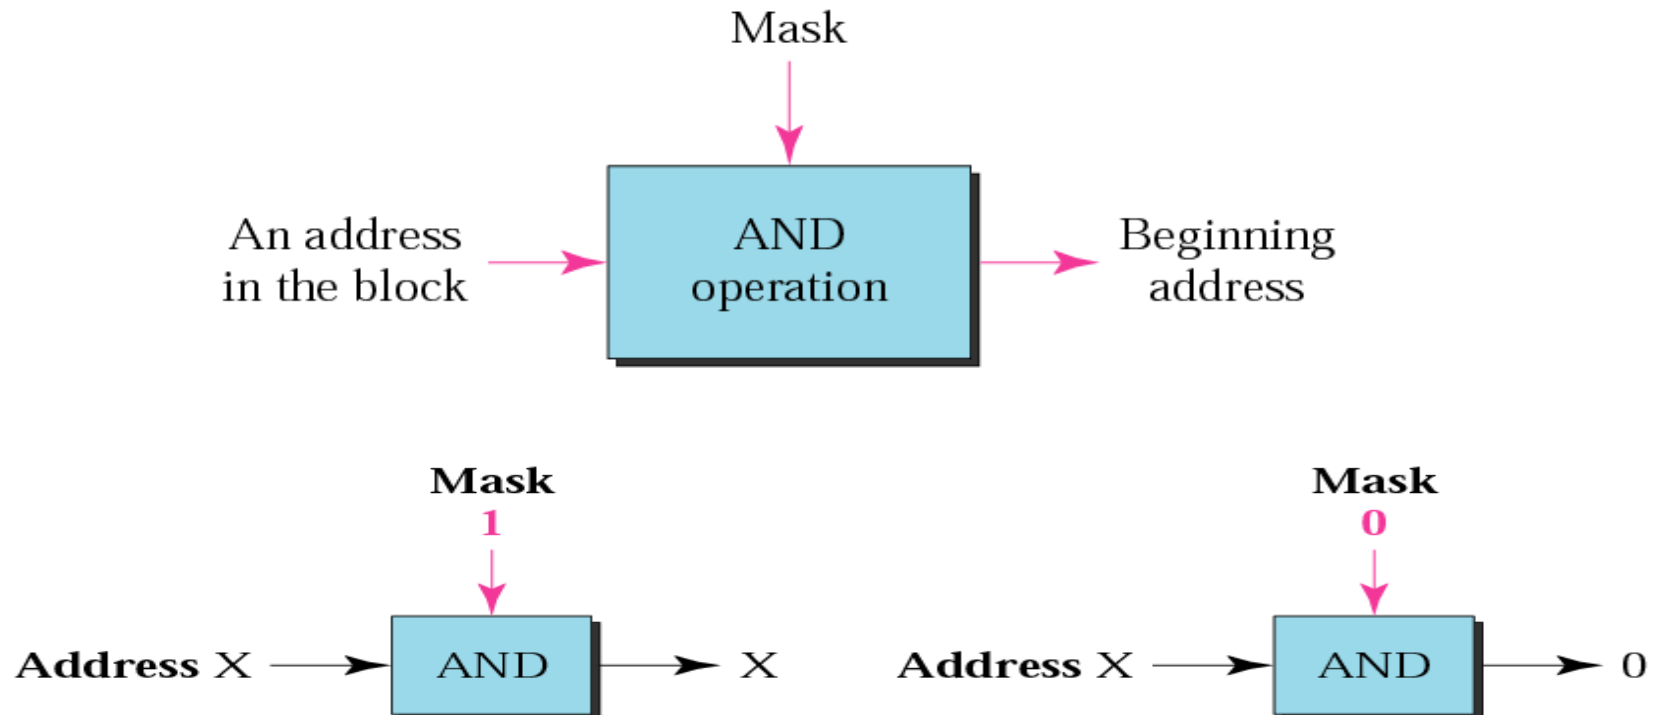 Mask
An address
in the block
AND
operation
Beginning
address
Mask
1
Address X
AND
X
Mask
0
Address X
AND
0